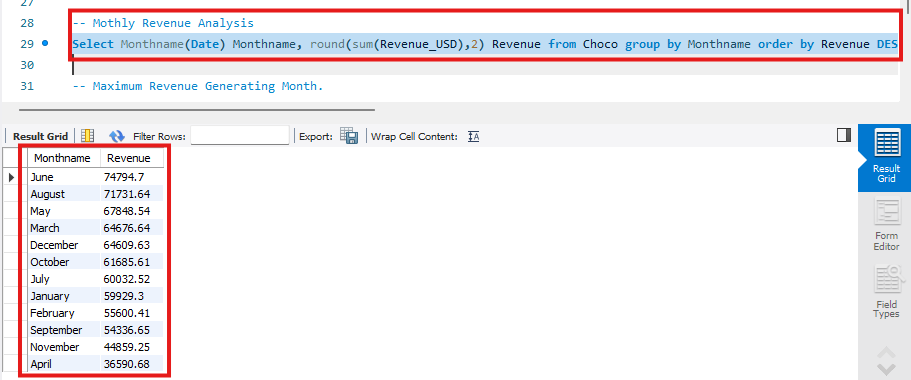 27
28 -- Mothly Revenue Analysis
29 Select Monthname(Date) Monthname, round(sum(Revenue_USD),2) Revenue from Choco group by Monthname order by Revenue DES
30
31 -- Maximum Revenue Generating Month.
Result Grid Filter Rows: Export: Wrap Cell Content: IA
Monthname Revenue
June 74794.7
August 71731.64
May 67848.54
March 64676.64
December 64609.63
October 61685.61
July 60032.52
January 59929.3
February 55600.41
September 54336.65
November 44859.25
April 36590.68
Result
Grid
Form
Editor
Field
Types